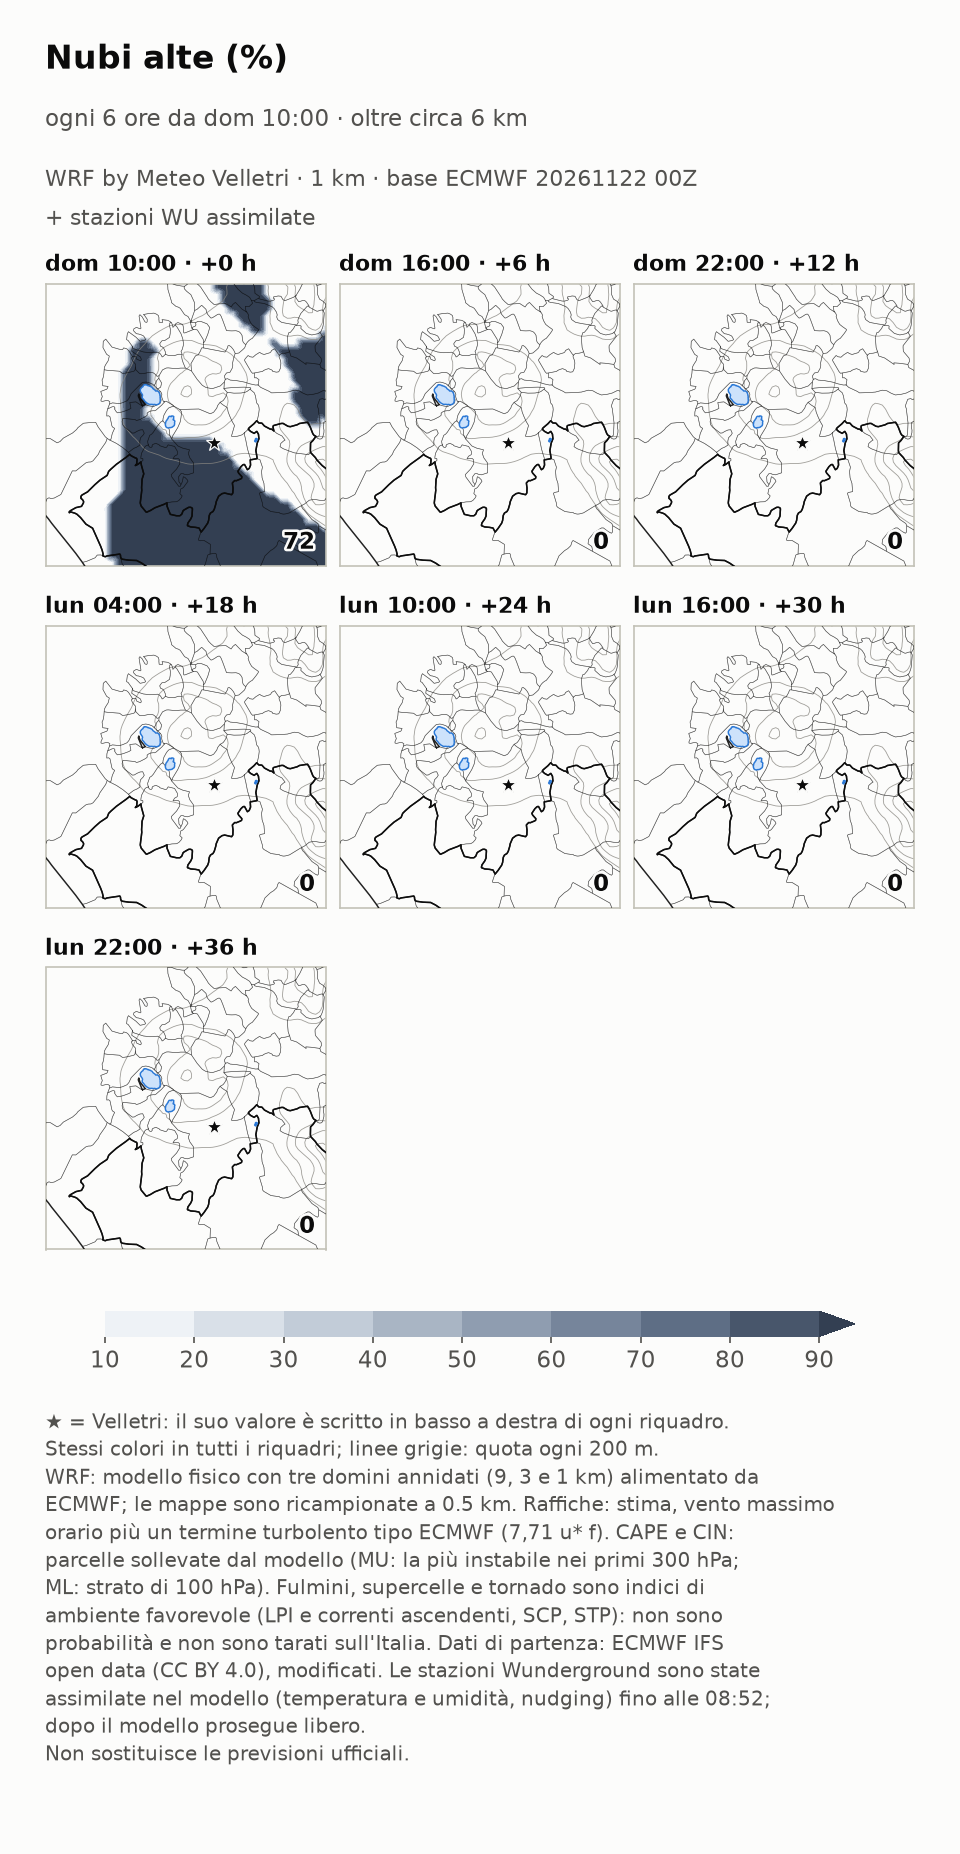 Nubi alte (%)
ogni 6 ore da dom 10:00 · oltre circa 6 km
WRF by Meteo Velletri · 1 km · base ECMWF 20261122 00Z
+ stazioni WU assimilate
dom 10:00 · +0 h
dom 16:00 · +6 h
dom 22:00 · +12 h
72
0
0
lun 04:00 · +18 h
lun 10:00 · +24 h
lun 16:00 · +30 h
0
0
0
lun 22:00 · +36 h
0
10 20 30 40 50 60 70 80 90
★ = Velletri: il suo valore è scritto in basso a destra di ogni riquadro.
Stessi colori in tutti i riquadri; linee grigie: quota ogni 200 m.
WRF: modello fisico con tre domini annidati (9, 3 e 1 km) alimentato da
ECMWF; le mappe sono ricampionate a 0.5 km. Raffiche: stima, vento massimo
orario più un termine turbolento tipo ECMWF (7,71 u* f). CAPE e CIN:
parcelle sollevate dal modello (MU: la più instabile nei primi 300 hPa;
ML: strato di 100 hPa). Fulmini, supercelle e tornado sono indici di
ambiente favorevole (LPI e correnti ascendenti, SCP, STP): non sono
probabilità e non sono tarati sull'Italia. Dati di partenza: ECMWF IFS
open data (CC BY 4.0), modificati. Le stazioni Wunderground sono state
assimilate nel modello (temperatura e umidità, nudging) fino alle 08:52;
dopo il modello prosegue libero.
Non sostituisce le previsioni ufficiali.